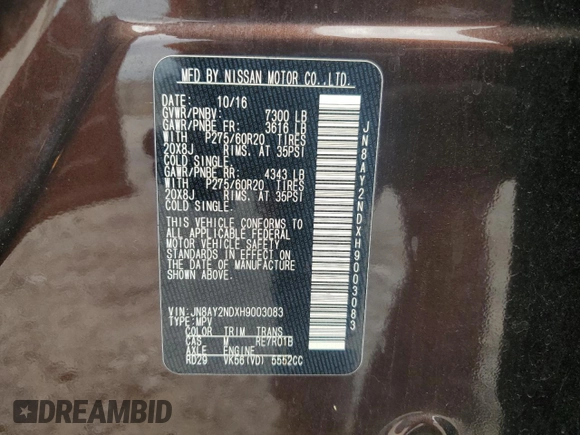 MFD BY NISSAN MOTOR CO.,LTD.
DATE: 10/16
GVWR/PNBV: 7300 LB
GAWR/PNBE FR: 3616 LB
WITH P275/60R20 TIRES
20X8J RIMS. AT 35PSI
COLD SINGLE.
GAWR/PNBE RR: 4343 LB
WITH P275/60R20 TIRES
20X8J RIMS. AT 35PSI
COLD SINGLE.
THIS VEHICLE CONFORMS TO
ALL APPLICABLE FEDERAL
MOTOR VEHICLE SAFETY
STANDARDS IN EFFECT ON
THE DATE OF MANUFACTURE
SHOWN ABOVE.
VIN: JN8AY2NDXH9003083
TYPE: MPV
COLOR TRIM TRANS
CAS M RE7R01B
AXLE ENGINE
RD29 VK56(VD) 5552CC
JN8AY2NDXH9003083
DREAMBID